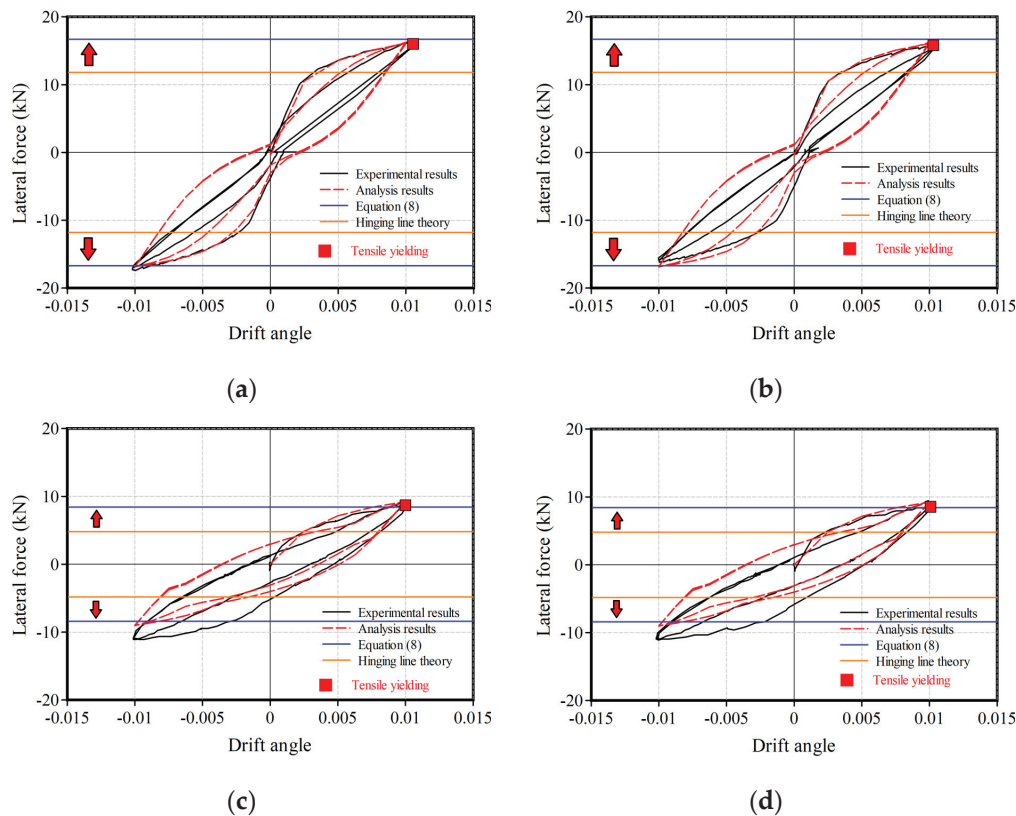 20
10
0
-10
-20
Lateral force (kN)
-0.015 -0.01 -0.005 0 0.005 0.01 0.015
Drift angle
Experimental results
Analysis results
Equation (8)
Hinging line theory
Tensile yielding
(a)
20
10
0
-10
-20
Lateral force (kN)
-0.015 -0.01 -0.005 0 0.005 0.01 0.015
Drift angle
Experimental results
Analysis results
Equation (8)
Hinging line theory
Tensile yielding
(b)
20
10
0
-10
-20
Lateral force (kN)
-0.015 -0.01 -0.005 0 0.005 0.01 0.015
Drift angle
Experimental results
Analysis results
Equation (8)
Hinging line theory
Tensile yielding
(c)
20
10
0
-10
-20
Lateral force (kN)
-0.015 -0.01 -0.005 0 0.005 0.01 0.015
Drift angle
Experimental results
Analysis results
Equation (8)
Hinging line theory
Tensile yielding
(d)